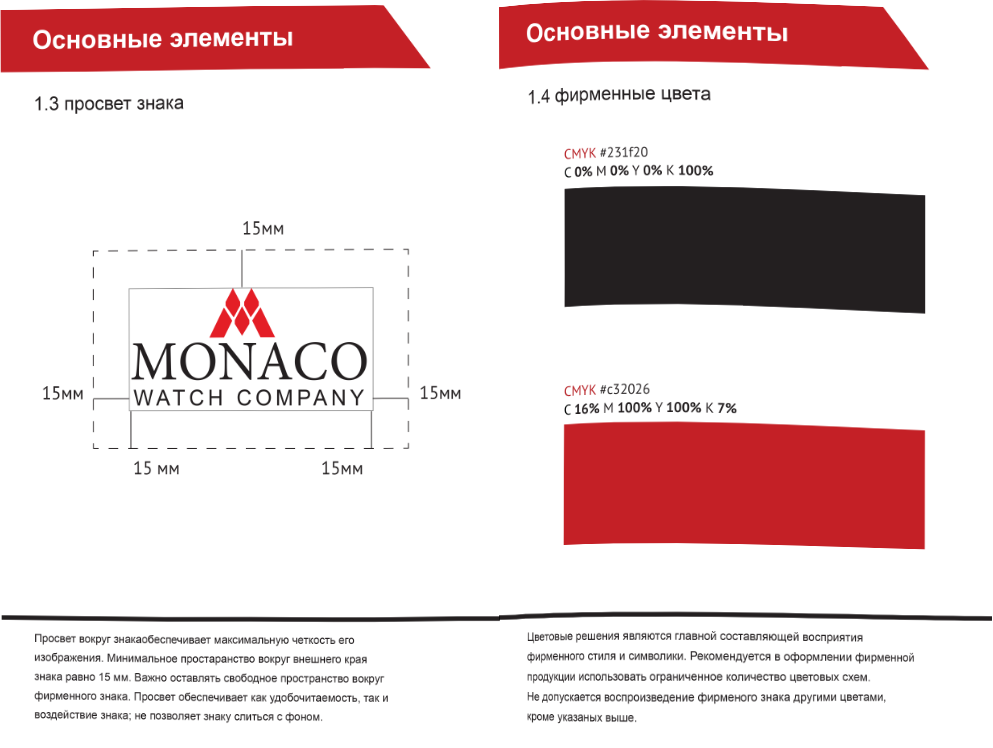 Основные элементы
1.3 просвет знака
15мм
MONACO
WATCH COMPANY
15мм
15мм
15 мм
15мм
Просвет вокруг знакаобеспечивает максимальную четкость его
изображения. Минимальное простаранство вокруг внешнего края
знака равно 15 мм. Важно оставлять свободное пространство вокруг
фирменного знака. Просвет обеспечивает как удобочитаемость, так и
воздействие знака; не позволяет знаку слиться с фоном.
Основные элементы
1.4 фирменные цвета
CMYK #231f20
C 0% M 0% Y 0% K 100%
CMYK #c32026
C 16% M 100% Y 100% K 7%
Цветовые решения являются главной составляющей восприятия
фирменного стиля и символики. Рекомендуется в оформлении фирменной
продукции использовать ограниченное количество цветовых схем.
Не допускается воспроизведение фирменого знака другими цветами,
кроме указаных выше.